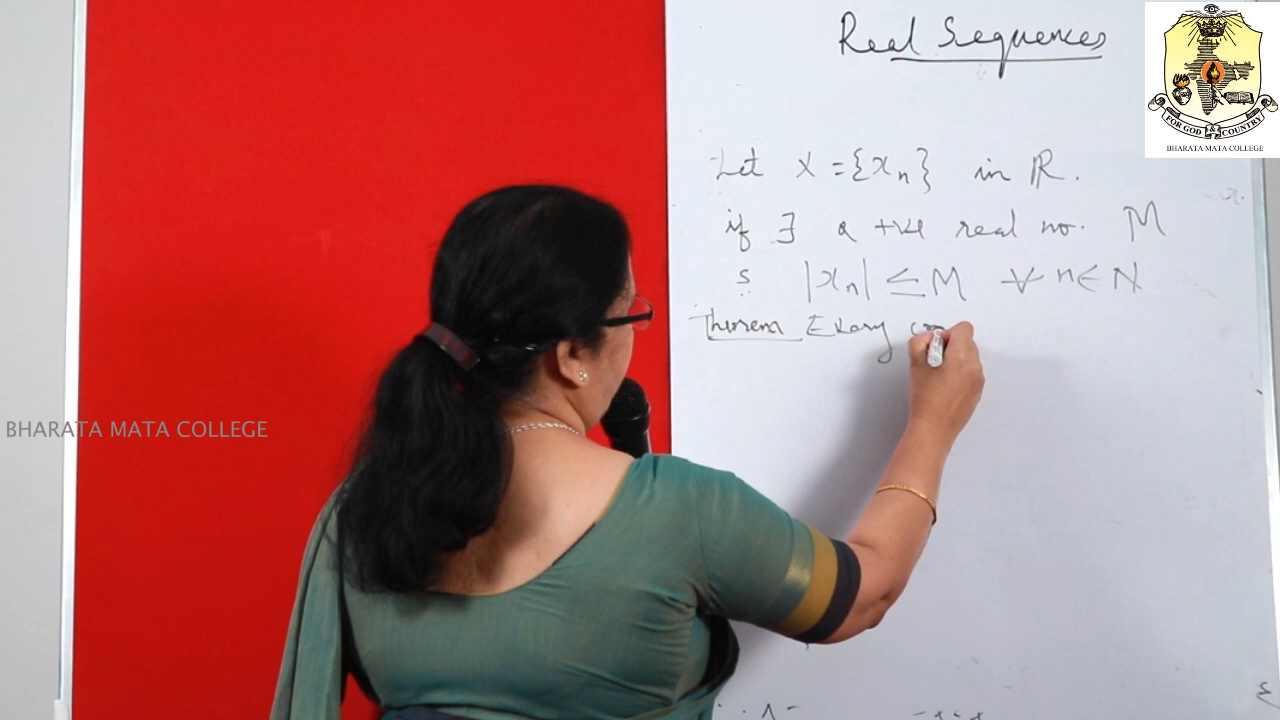 Real Sequences
FOR GOD & COUNTRY
BHARATA MATA COLLEGE
Let X = {xₙ} in ℝ.
if ∃ a +ve real no. M
s |xₙ| ≤ M ∀ n ∈ N
Theorem Every
BHARATA MATA COLLEGE